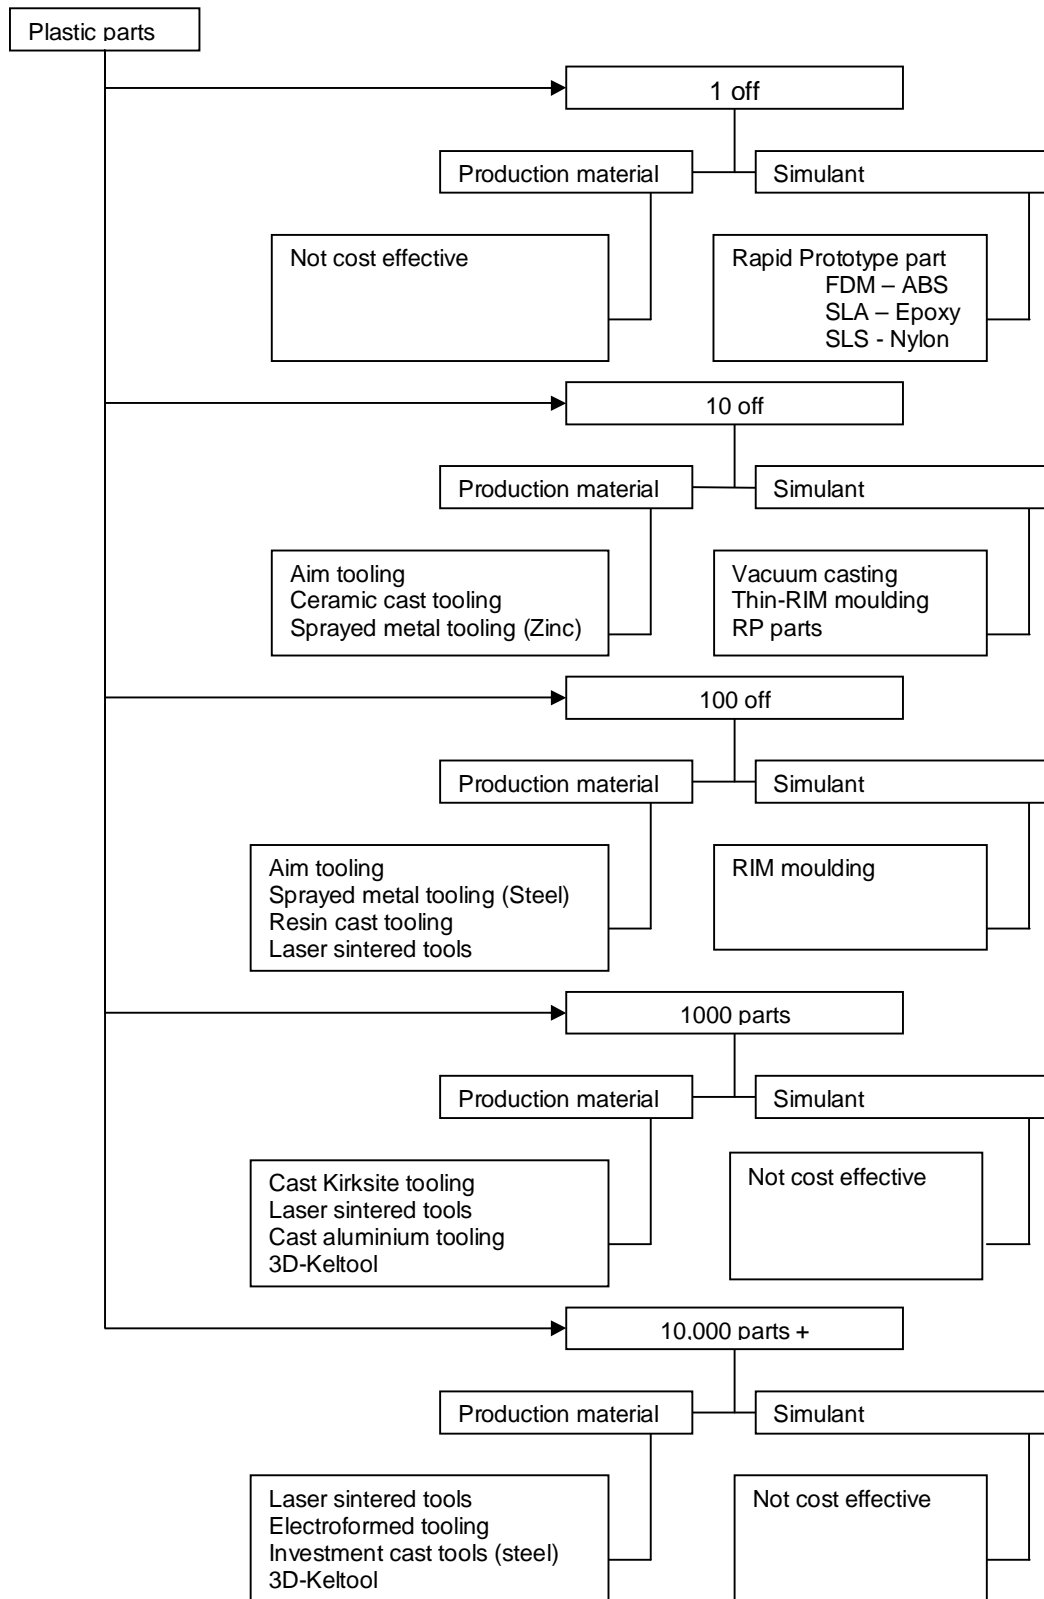 Plastic parts
1 off
Production material
Simulant
Not cost effective
Rapid Prototype part
FDM – ABS
SLA – Epoxy
SLS - Nylon
10 off
Production material
Simulant
Aim tooling
Ceramic cast tooling
Sprayed metal tooling (Zinc)
Vacuum casting
Thin-RIM moulding
RP parts
100 off
Production material
Simulant
Aim tooling
Sprayed metal tooling (Steel)
Resin cast tooling
Laser sintered tools
RIM moulding
1000 parts
Production material
Simulant
Cast Kirksite tooling
Laser sintered tools
Cast aluminium tooling
3D-Keltool
Not cost effective
10,000 parts +
Production material
Simulant
Laser sintered tools
Electroformed tooling
Investment cast tools (steel)
3D-Keltool
Not cost effective